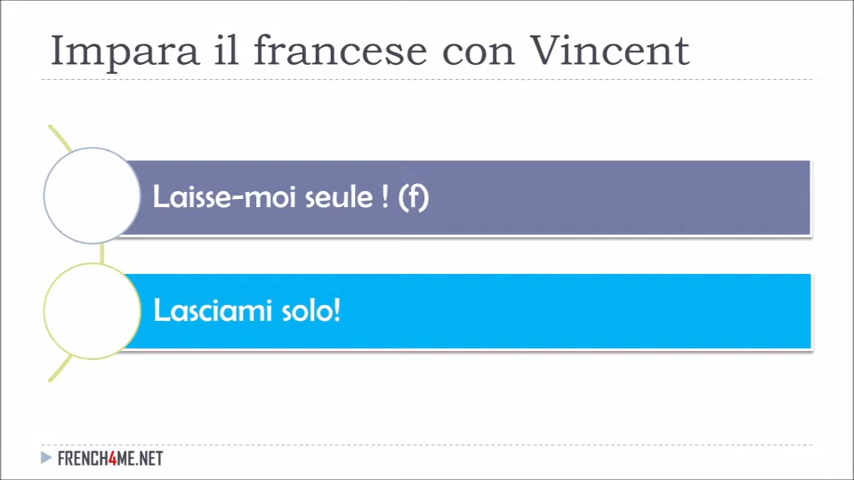 Impara il francese con Vincent
Laisse-moi seule ! (f)
Lasciami solo!
FRENCH4ME.NET